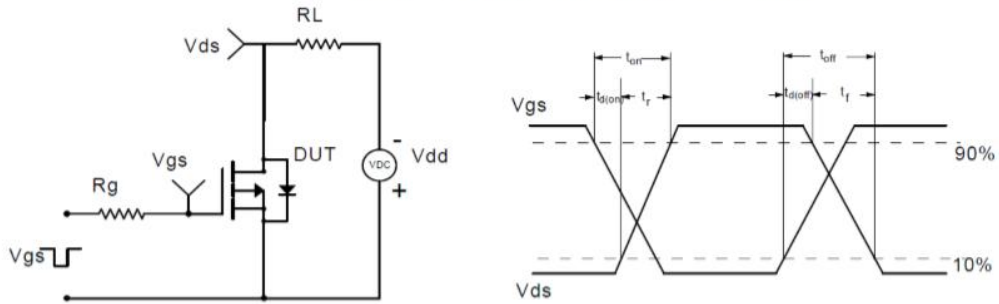 RL
Vds
Vgs
DUT
VDC
-
Vdd
+
Rg
Vgs
ton
toff
td(on)
tr
td(off)
tf
Vgs
90%
10%
Vds